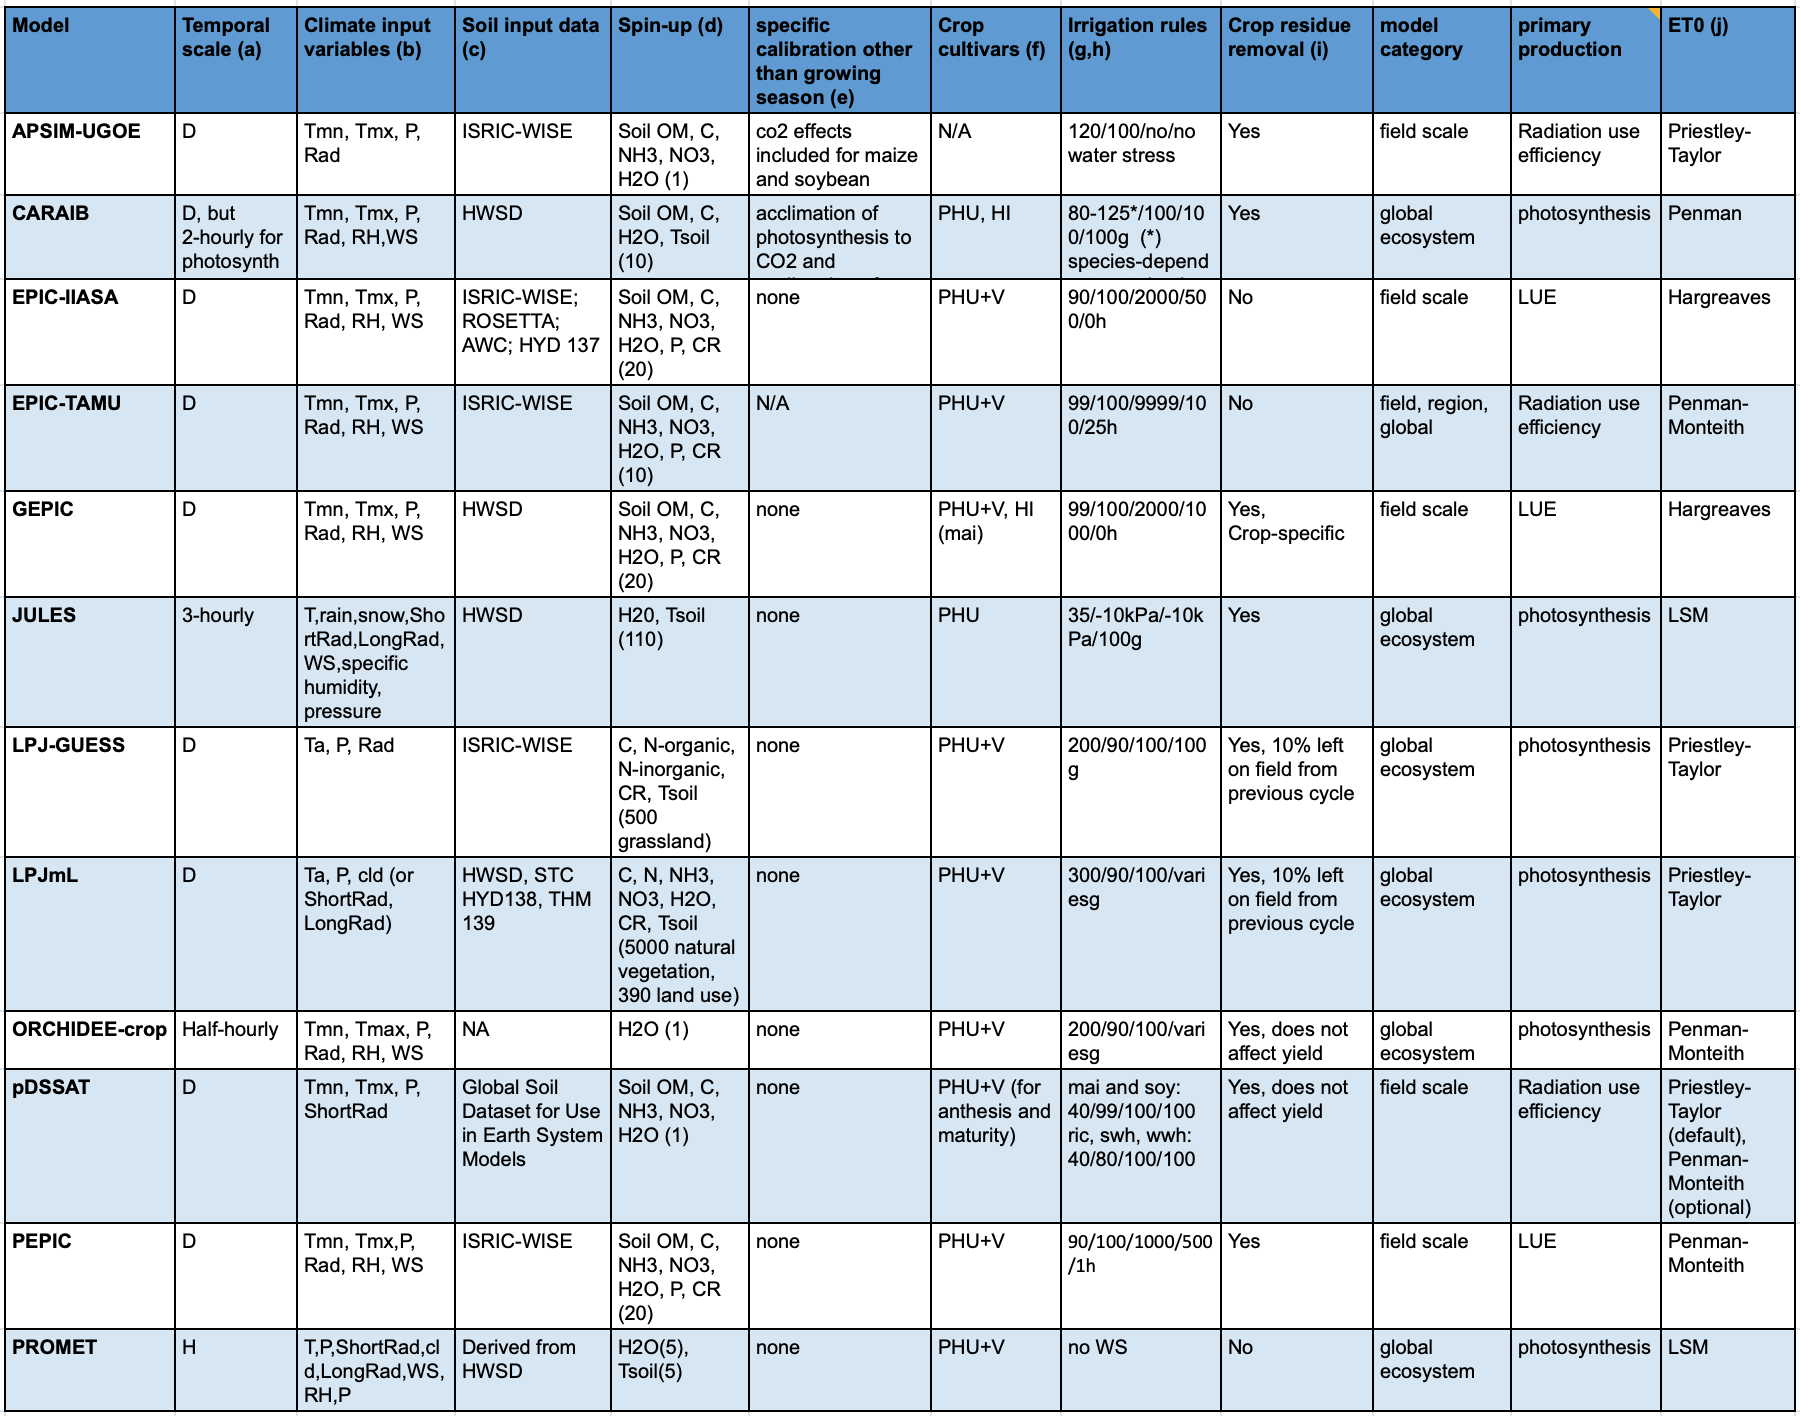 Model
Temporal
scale (a)
Climate input
variables (b)
Soil input data
(c)
Spin-up (d)
specific
calibration other
than growing
season (e)
Crop
cultivars (f)
Irrigation rules
(g,h)
Crop residue
removal (i)
model
category
primary
production
ET0 (j)
APSIM-UGOE
D
Tmn, Tmx, P,
Rad
ISRIC-WISE
Soil OM, C,
NH3, NO3,
H2O (1)
co2 effects
included for maize
and soybean
N/A
120/100/no/no
water stress
Yes
field scale
Radiation use
efficiency
Priestley-
Taylor
CARAIB
D, but
2-hourly for
photosynth
Tmn, Tmx, P,
Rad, RH,WS
HWSD
Soil OM, C,
H2O, Tsoil
(10)
acclimation of
photosynthesis to
CO2 and
PHU, HI
80-125*/100/10
0/100g (*)
species-depend
Yes
global
ecosystem
photosynthesis
Penman
EPIC-IIASA
D
Tmn, Tmx, P,
Rad, RH, WS
ISRIC-WISE;
ROSETTA;
AWC; HYD 137
Soil OM, C,
NH3, NO3,
H2O, P, CR
(20)
none
PHU+V
90/100/2000/50
0/0h
No
field scale
LUE
Hargreaves
EPIC-TAMU
D
Tmn, Tmx, P,
Rad, RH, WS
ISRIC-WISE
Soil OM, C,
NH3, NO3,
H2O, P, CR
(10)
N/A
PHU+V
99/100/9999/10
0/25h
No
field, region,
global
Radiation use
efficiency
Penman-
Monteith
GEPIC
D
Tmn, Tmx, P,
Rad, RH, WS
HWSD
Soil OM, C,
NH3, NO3,
H2O, P, CR
(20)
none
PHU+V, HI
(mai)
99/100/2000/10
00/0h
Yes,
Crop-specific
field scale
LUE
Hargreaves
JULES
3-hourly
T,rain,snow,Sho
rtRad,LongRad,
WS,specific
humidity,
pressure
HWSD
H20, Tsoil
(110)
none
PHU
35/-10kPa/-10k
Pa/100g
Yes
global
ecosystem
photosynthesis
LSM
LPJ-GUESS
D
Ta, P, Rad
ISRIC-WISE
C, N-organic,
N-inorganic,
CR, Tsoil
(500
grassland)
none
PHU+V
200/90/100/100
g
Yes, 10% left
on field from
previous cycle
global
ecosystem
photosynthesis
Priestley-
Taylor
LPJmL
D
Ta, P, cld (or
ShortRad,
LongRad)
HWSD, STC
HYD138, THM
139
C, N, NH3,
NO3, H2O,
CR, Tsoil
(5000 natural
vegetation,
390 land use)
none
PHU+V
300/90/100/vari
esg
Yes, 10% left
on field from
previous cycle
global
ecosystem
photosynthesis
Priestley-
Taylor
ORCHIDEE-crop
Half-hourly
Tmn, Tmax, P,
Rad, RH, WS
NA
H2O (1)
none
PHU+V
200/90/100/vari
esg
Yes, does not
affect yield
global
ecosystem
photosynthesis
Penman-
Monteith
pDSSAT
D
Tmn, Tmx, P,
ShortRad
Global Soil
Dataset for Use
in Earth System
Models
Soil OM, C,
NH3, NO3,
H2O (1)
none
PHU+V (for
anthesis and
maturity)
mai and soy:
40/99/100/100
ric, swh, wwh:
40/80/100/100
Yes, does not
affect yield
field scale
Radiation use
efficiency
Priestley-
Taylor
(default),
Penman-
Monteith
(optional)
PEPIC
D
Tmn, Tmx,P,
Rad, RH, WS
ISRIC-WISE
Soil OM, C,
NH3, NO3,
H2O, P, CR
(20)
none
PHU+V
90/100/1000/500
/1h
Yes
field scale
LUE
Penman-
Monteith
PROMET
H
T,P,ShortRad,cl
d,LongRad,WS,
RH,P
Derived from
HWSD
H2O(5),
Tsoil(5)
none
PHU+V
no WS
No
global
ecosystem
photosynthesis
LSM